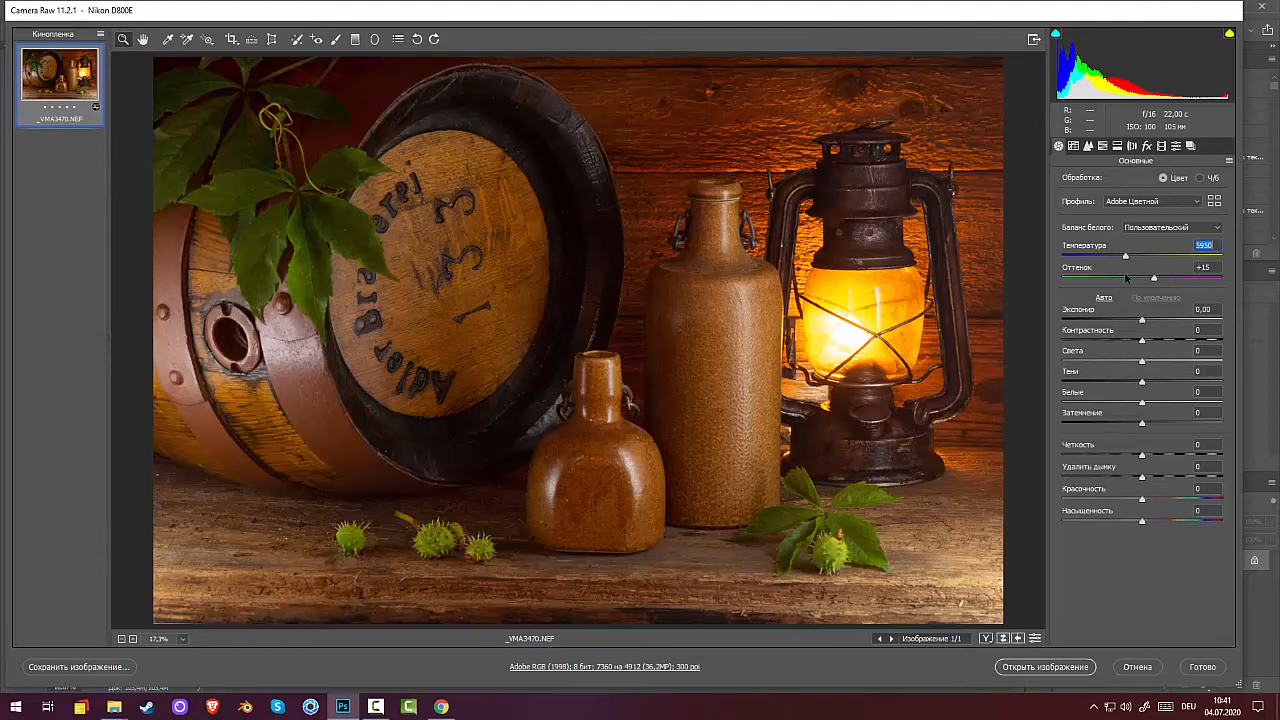 Camera Raw 11.2.1 - Nikon D800E
Кинопленка
_VMA3470.NEF
Adler Brauerei
1
R: ---
G: ---
B: ---
f/16 22,00 с
ISO: 100 105 мм
Основные
Обработка: Цвет Ч/б
Профиль: Adobe Цветной
Баланс белого: Пользовательский
Температура 5950
Оттенок +15
Авто По умолчанию
Экспонир 0,00
Контрастность 0
Света 0
Тени 0
Белые 0
Затемнение 0
Четкость 0
Удалить дымку 0
Красочность 0
Насыщенность 0
17,3% _VMA3470.NEF Изображение 1/1
Сохранить изображение... Adobe RGB (1998); 8 бит; 7360 на 4912 (36,2MP); 300 ppi Открыть изображение Отмена Готово
DEU
10:41
04.07.2020